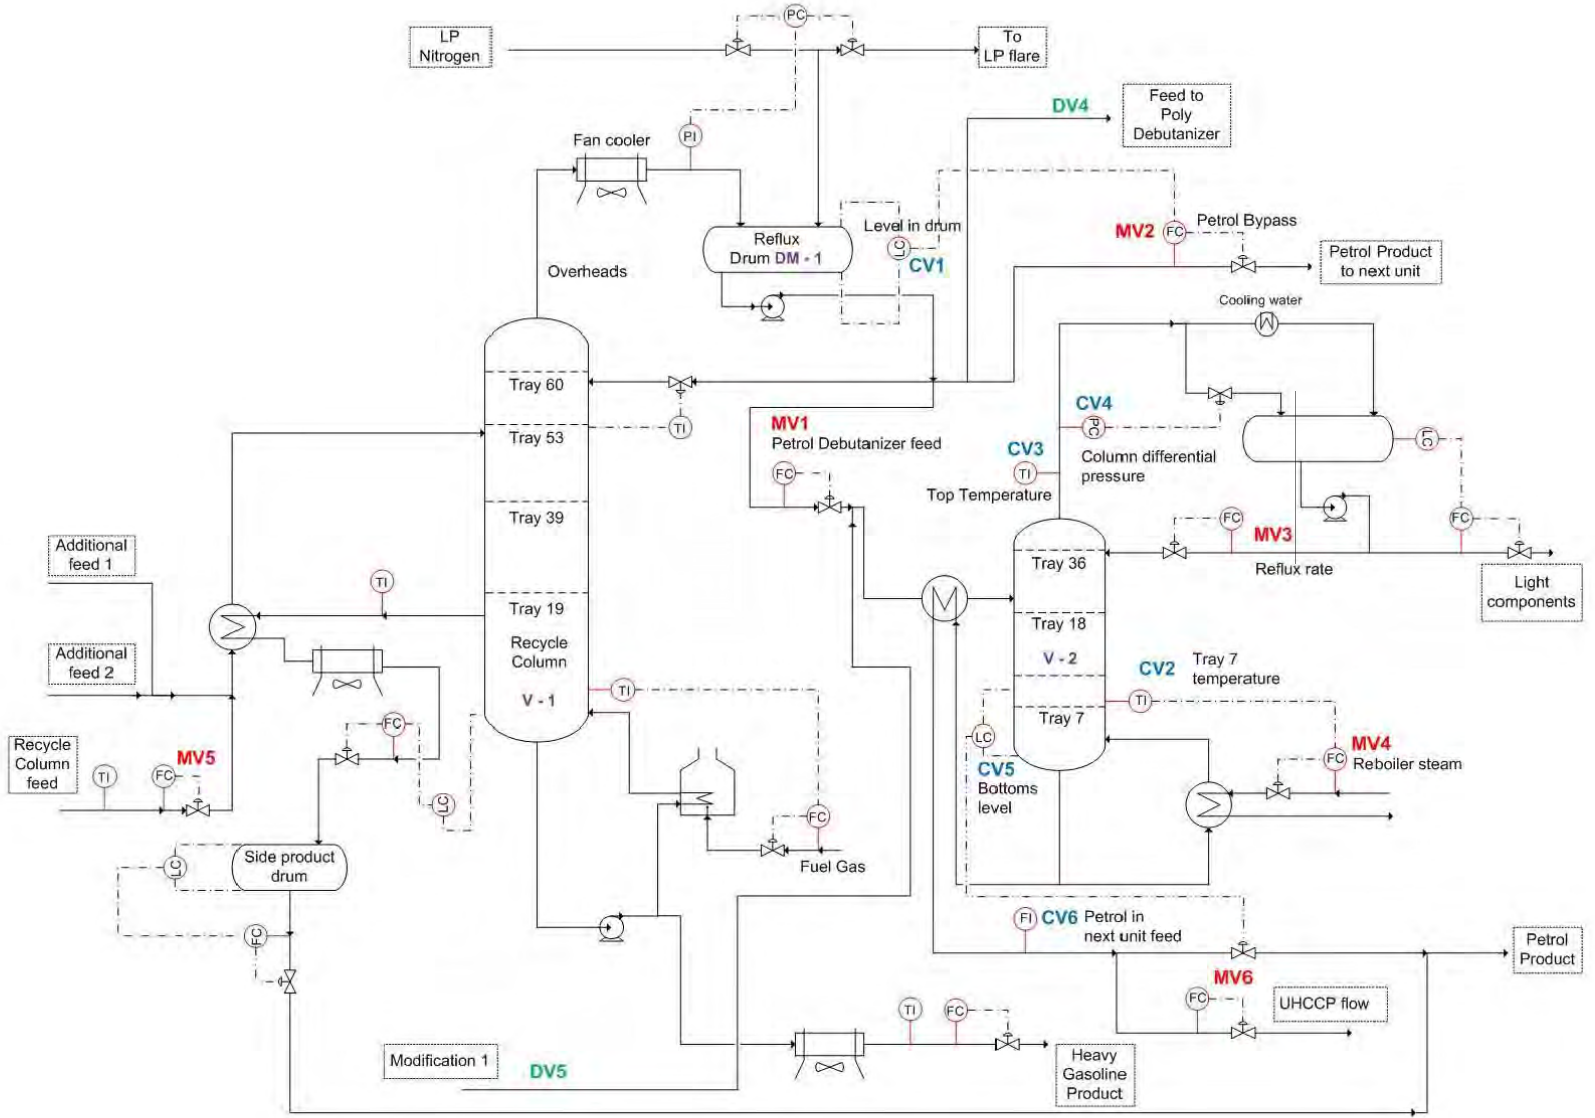 PC
LP
Nitrogen
To
LP flare
DV4
Feed to
Poly
Debutanizer
Fan cooler
PI
Level in drum
LC
CV1
MV2
FC
Petrol Bypass
Petrol Product
to next unit
Reflux
Drum DM - 1
Overheads
Cooling water
Tray 60
TI
Tray 53
MV1
Petrol Debutanizer feed
FC
CV4
PC
Column differential
pressure
CV3
TI
Top Temperature
LC
Tray 39
FC
MV3
FC
Reflux rate
Light
components
Additional
feed 1
TI
Tray 19
Recycle
Column
V - 1
TI
Additional
feed 2
Tray 36
Tray 18
V - 2
Tray 7
CV2
Tray 7
temperature
TI
LC
CV5
Bottoms
level
MV4
FC
Reboiler steam
Recycle
Column
feed
TI
FC
MV5
FC
LC
FC
Fuel Gas
Side product
drum
LC
FC
FI
CV6
Petrol in
next unit feed
Petrol
Product
MV6
FC
UHCCP flow
TI
FC
Heavy
Gasoline
Product
Modification 1
DV5